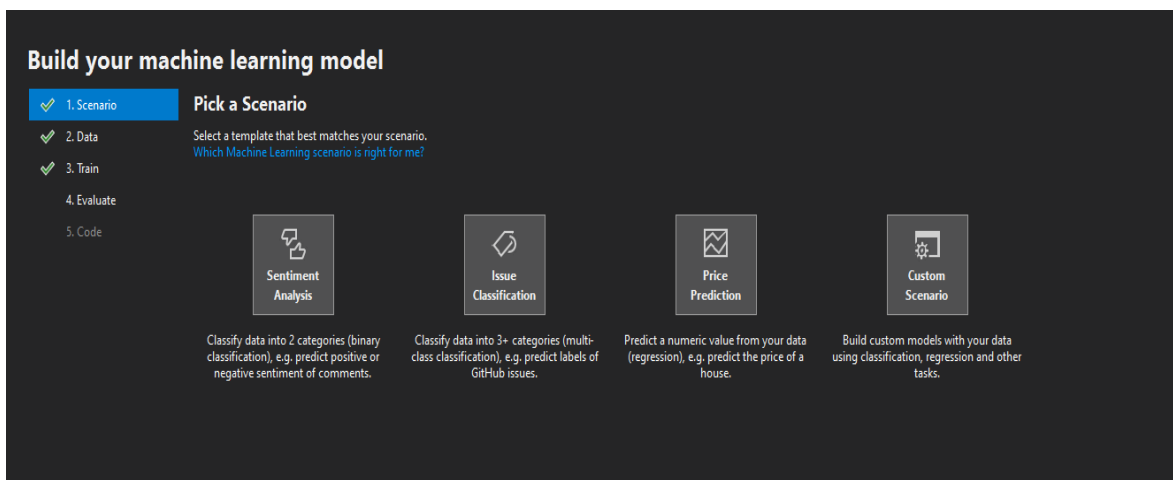 Build your machine learning model
1. Scenario
2. Data
3. Train
4. Evaluate
5. Code
Pick a Scenario
Select a template that best matches your scenario.
Which Machine Learning scenario is right for me?
Sentiment
Analysis
Classify data into 2 categories (binary
classification), e.g. predict positive or
negative sentiment of comments.
Issue
Classification
Classify data into 3+ categories (multi-
class classification), e.g. predict labels of
GitHub issues.
Price
Prediction
Predict a numeric value from your data
(regression), e.g. predict the price of a
house.
Custom
Scenario
Build custom models with your data
using classification, regression and other
tasks.